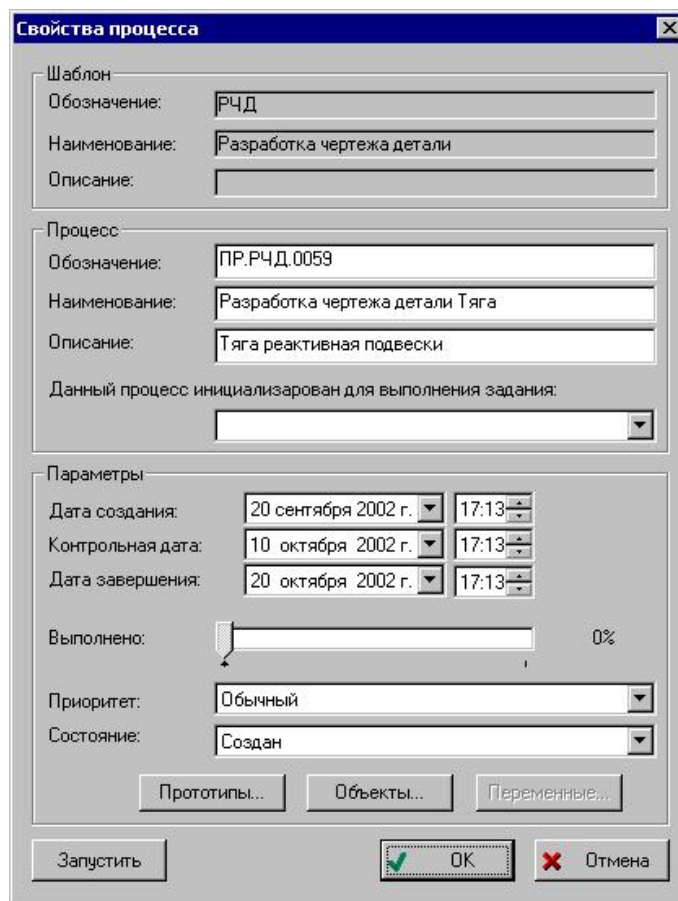 Свойства процесса
Шаблон
Обозначение: РЧД
Наименование: Разработка чертежа детали
Описание:
Процесс
Обозначение: ПР.РЧД.0059
Наименование: Разработка чертежа детали Тяга
Описание: Тяга реактивная подвески
Данный процесс инициализарован для выполнения задания:
Параметры
Дата создания: 20 сентября 2002 г. 17:13
Контрольная дата: 10 октября 2002 г. 17:13
Дата завершения: 20 октября 2002 г. 17:13
Выполнено: 0%
Приоритет: Обычный
Состояние: Создан
Прототипы... Объекты... Переменные...
Запустить OK Отмена